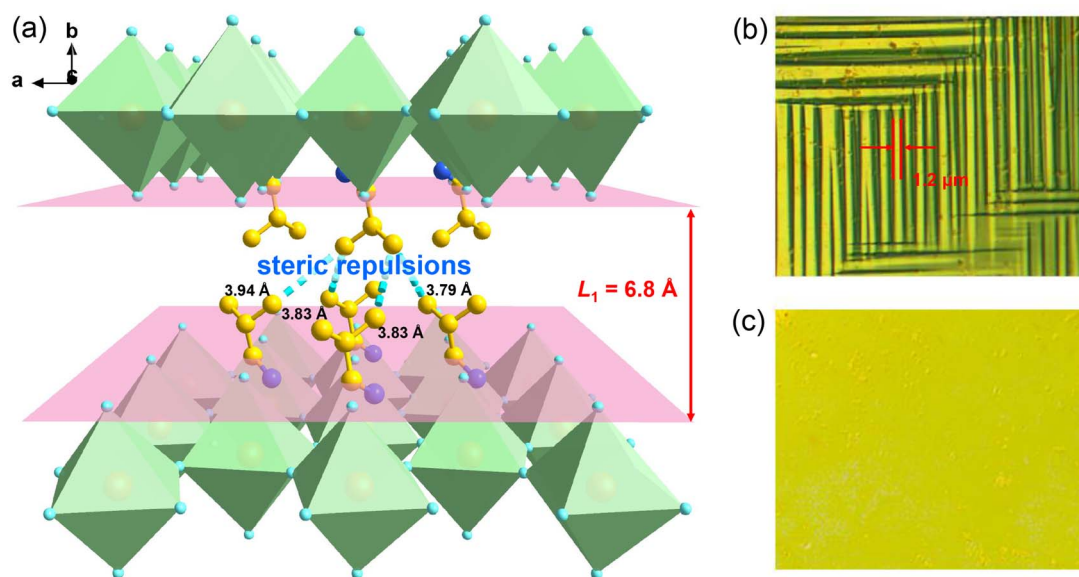 (a)
b
a
c
steric repulsions
3.94 Å
3.83 Å
3.79 Å
3.83 Å
L₁ = 6.8 Å
(b)
1.2 μm
(c)